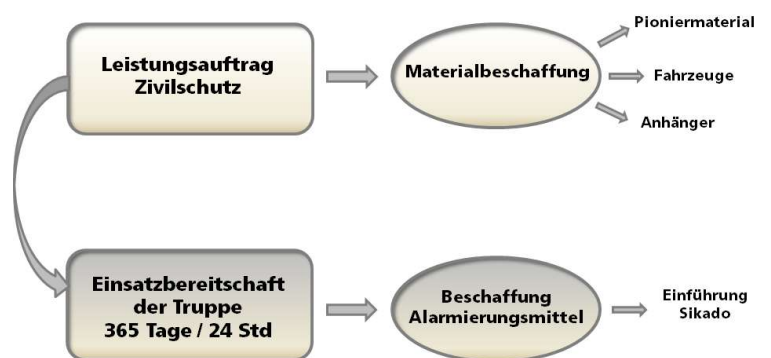 Leistungsauftrag
Zivilschutz
Materialbeschaffung
Pioniermaterial
Fahrzeuge
Anhänger
Einsatzbereitschaft
der Truppe
365 Tage / 24 Std
Beschaffung
Alarmierungsmittel
Einführung
Sikado